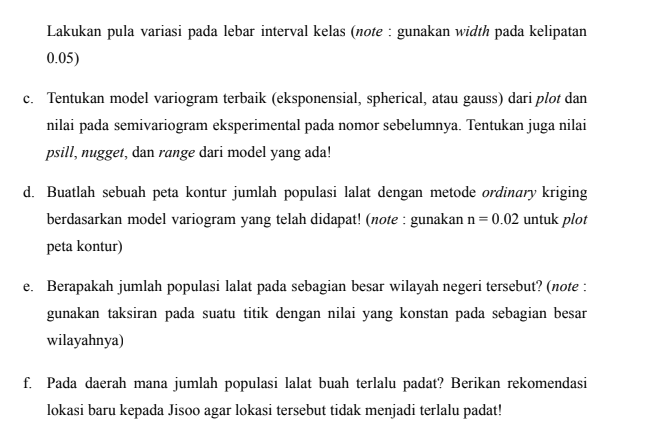 Lakukan pula variasi pada lebar interval kelas (note : gunakan width pada kelipatan
0.05)
c. Tentukan model variogram terbaik (eksponensial, spherical, atau gauss) dari plot dan
nilai pada semivariogram eksperimental pada nomor sebelumnya. Tentukan juga nilai
psill, nugget, dan range dari model yang ada!
d. Buatlah sebuah peta kontur jumlah populasi lalat dengan metode ordinary kriging
berdasarkan model variogram yang telah didapat! (note : gunakan n = 0.02 untuk plot
peta kontur)
e. Berapakah jumlah populasi lalat pada sebagian besar wilayah negeri tersebut? (note :
gunakan taksiran pada suatu titik dengan nilai yang konstan pada sebagian besar
wilayahnya)
f. Pada daerah mana jumlah populasi lalat buah terlalu padat? Berikan rekomendasi
lokasi baru kepada Jisoo agar lokasi tersebut tidak menjadi terlalu padat!